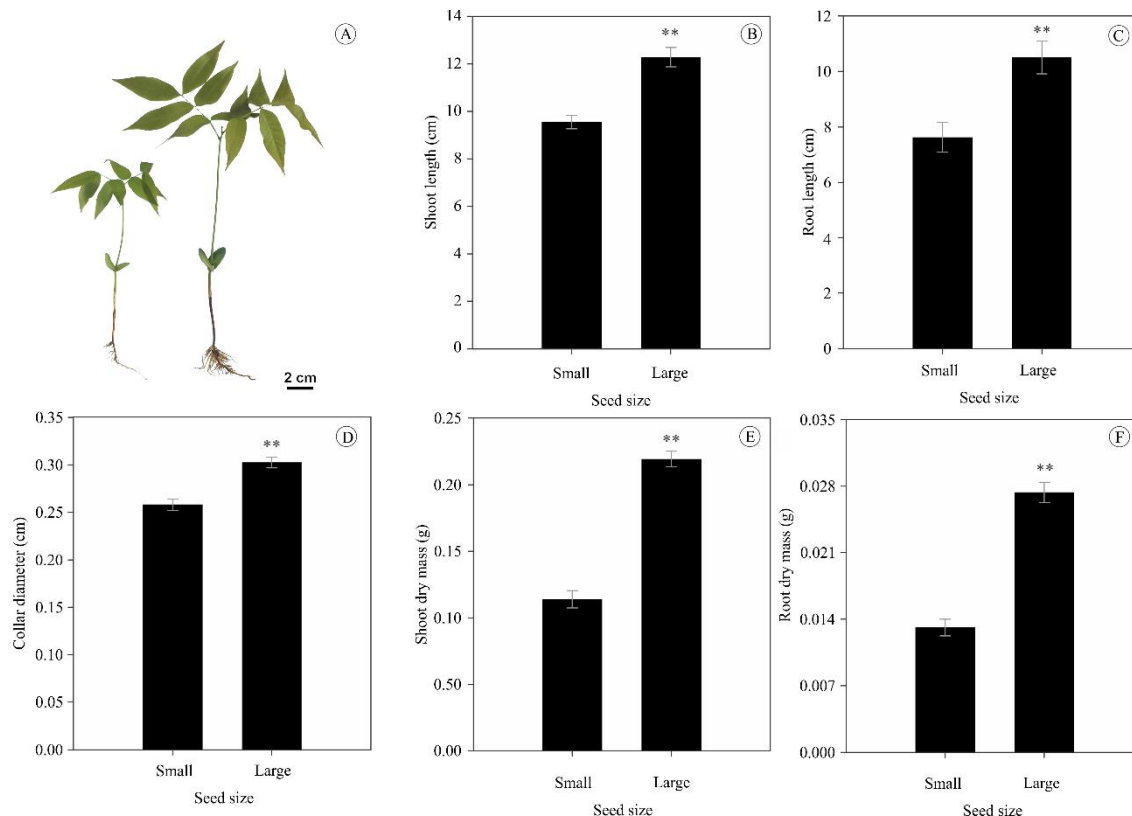 A
2 cm
B
Shoot length (cm)
14
12
10
8
6
4
2
0
**
Small Large
Seed size
C
Root length (cm)
12
10
8
6
4
2
0
**
Small Large
Seed size
D
Collar diameter (cm)
0.35
0.30
0.25
0.20
0.15
0.10
0.05
0.00
**
Small Large
Seed size
E
Shoot dry mass (g)
0.25
0.20
0.15
0.10
0.50
0.00
**
Small Large
Seed size
F
Root dry mass (g)
0.035
0.028
0.021
0.014
0.007
0.000
**
Small Large
Seed size